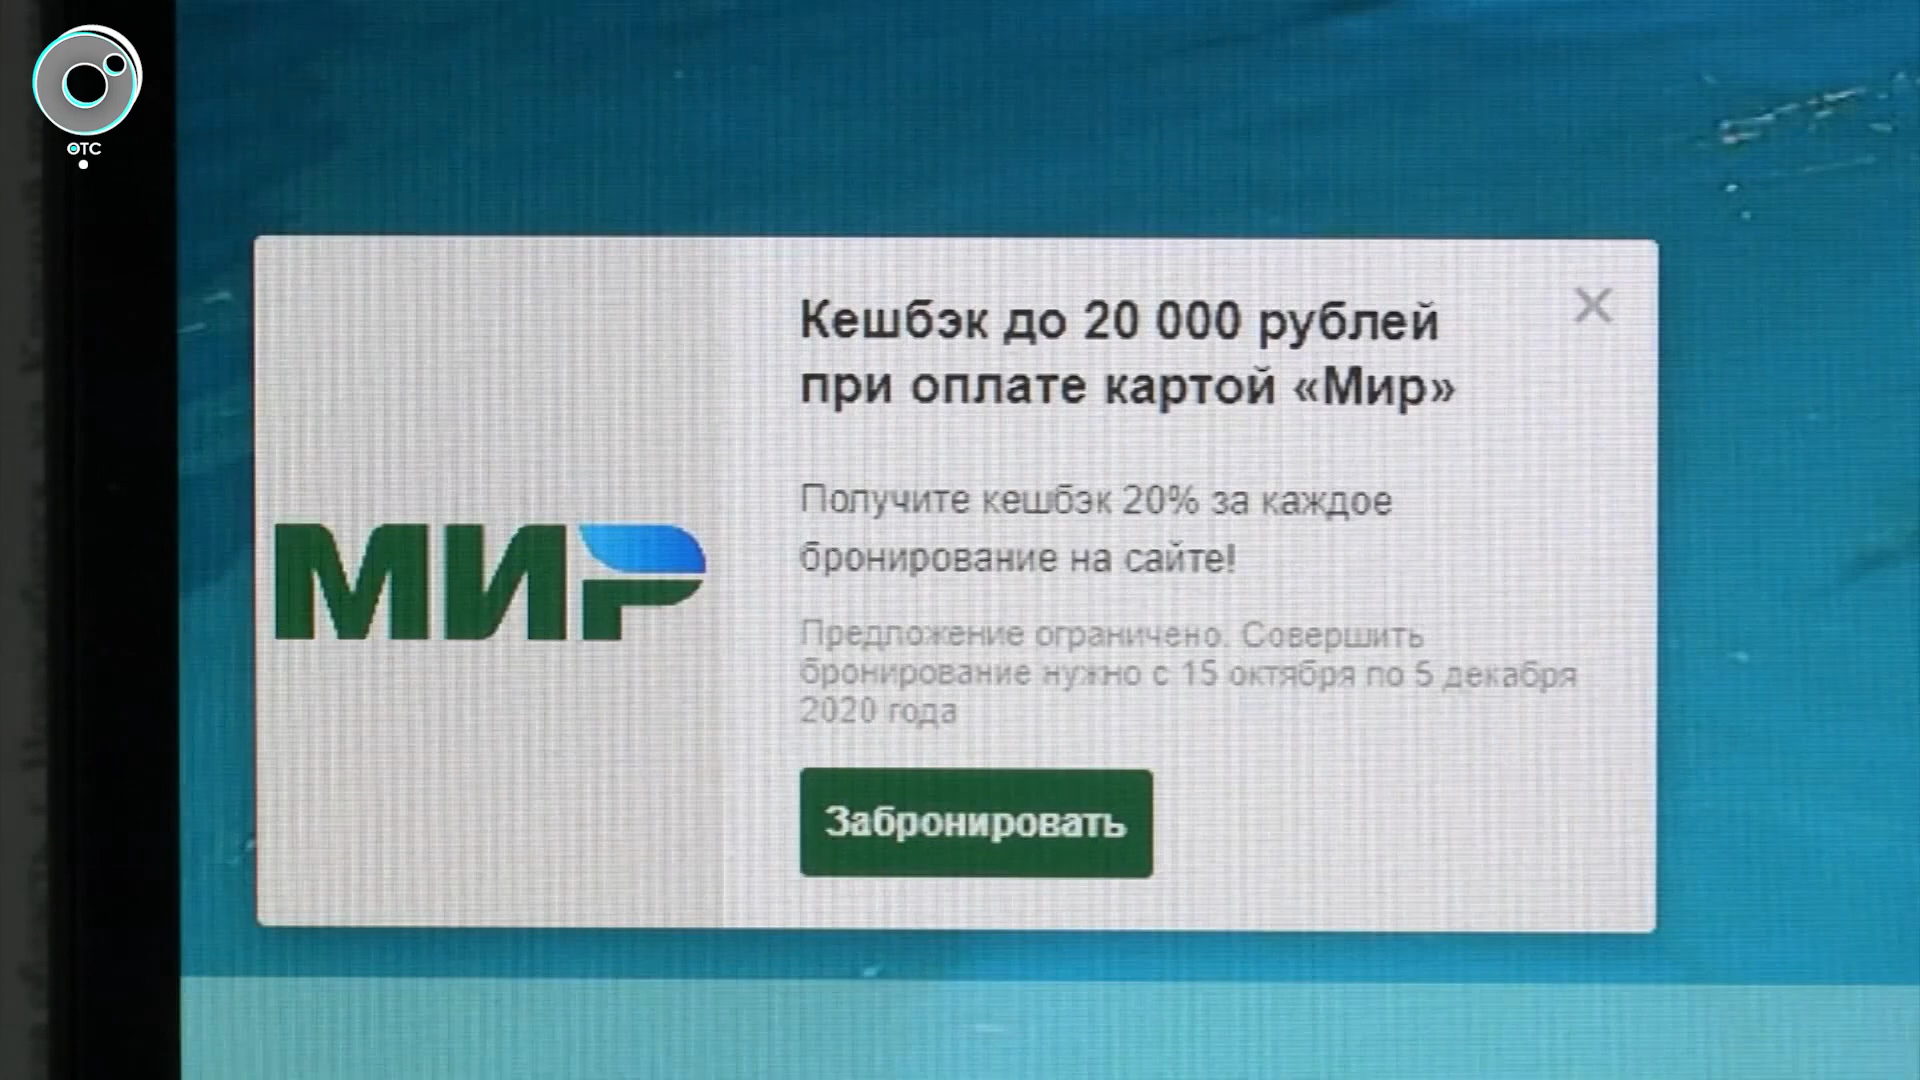 ОТС
Кешбэк до 20 000 рублей
при оплате картой «Мир»
Получите кешбэк 20% за каждое
бронирование на сайте!
МИР
Предложение ограничено. Совершить
бронирование нужно с 15 октября по 5 декабря
2020 года
Забронировать